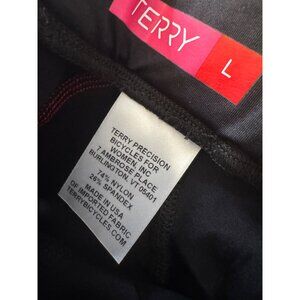 TERRY
L
TERRY PRECISION
BICYCLES FOR
WOMEN, INC
7 AMBROSE PLACE
BURLINGTON, VT 05401
74% NYLON
26% SPANDEX
MADE IN USA
OF IMPORTED FABRIC
TERRYBICYCLES.COM